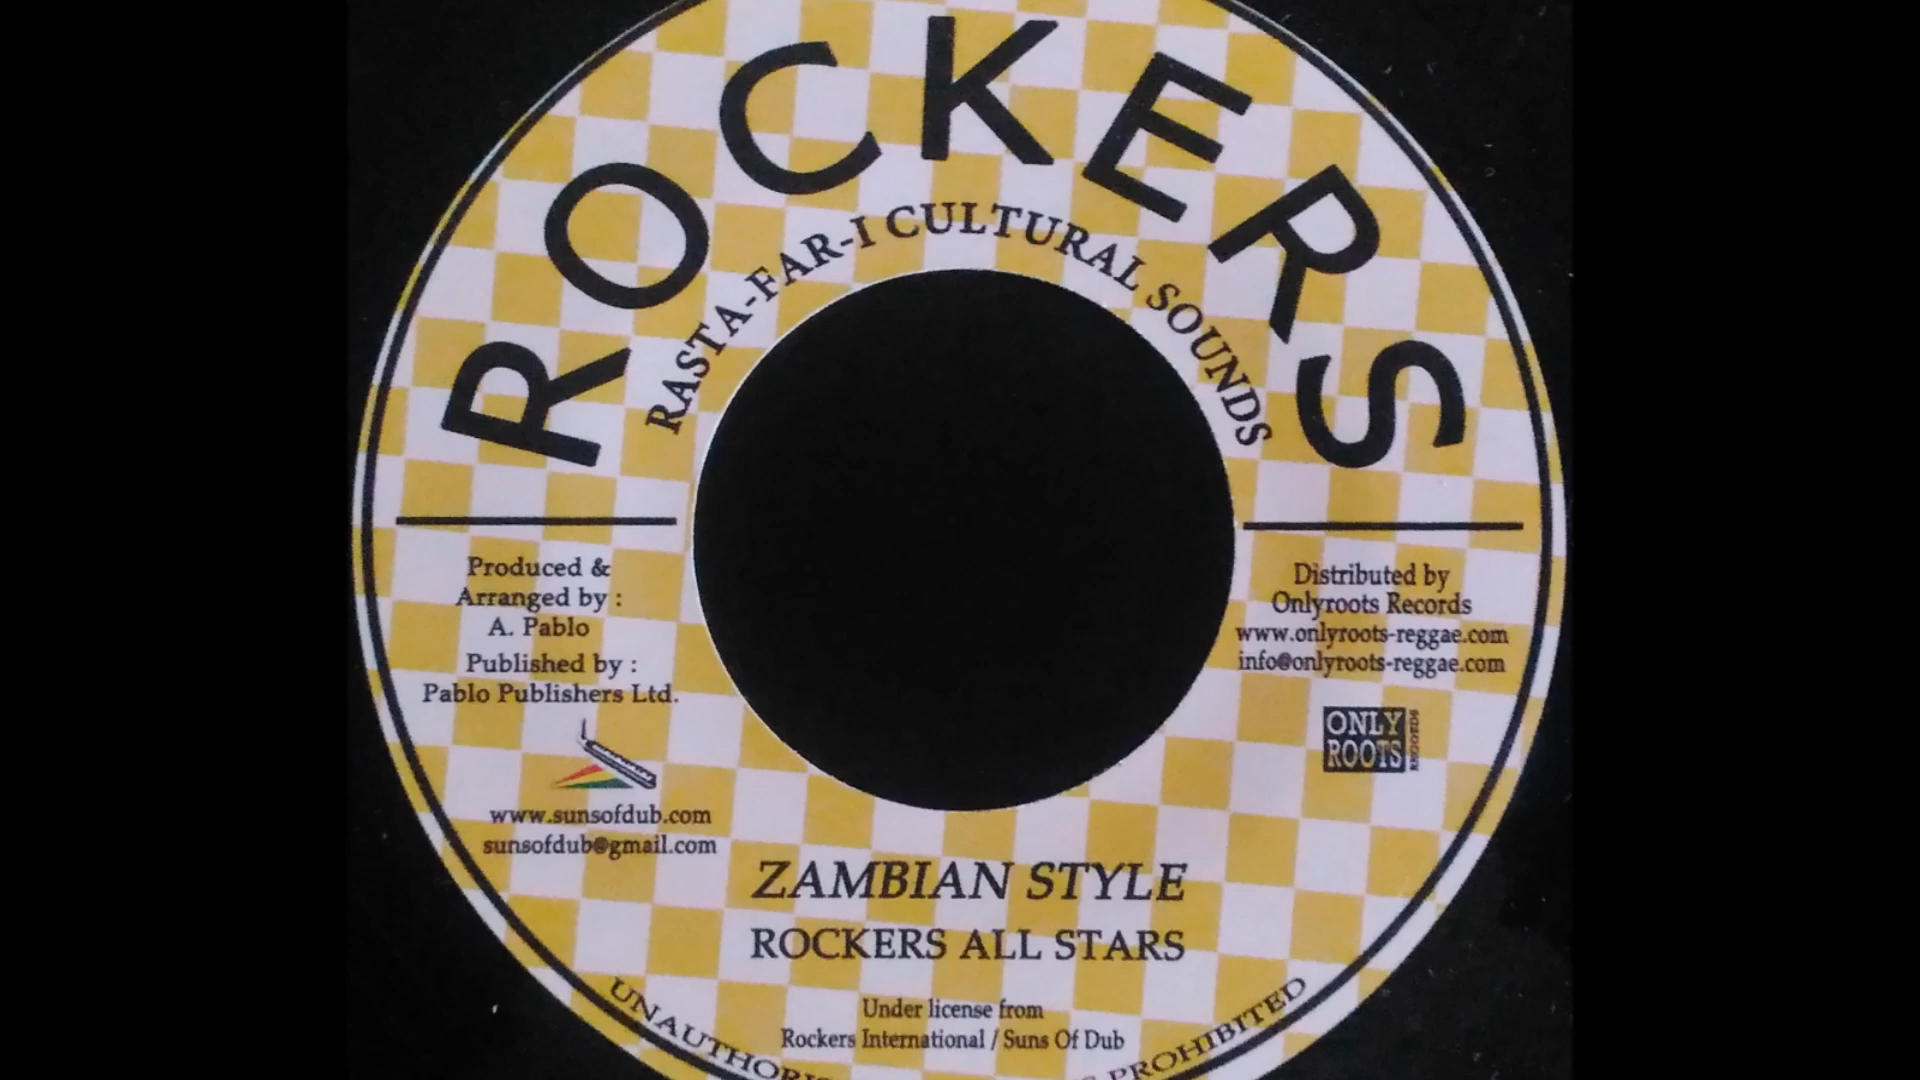 ROCKERS
RASTA-FAR-I CULTURAL SOUNDS
Produced &
Arranged by :
A. Pablo
Published by :
Pablo Publishers Ltd.
www.sunsofdub.com
sunsofdub@gmail.com
Distributed by
Onlyroots Records
www.onlyroots-reggae.com
info@onlyroots-reggae.com
ONLY
ROOTS
RECORDS
ZAMBIAN STYLE
ROCKERS ALL STARS
Under license from
Rockers International / Suns Of Dub
PROHIBITED